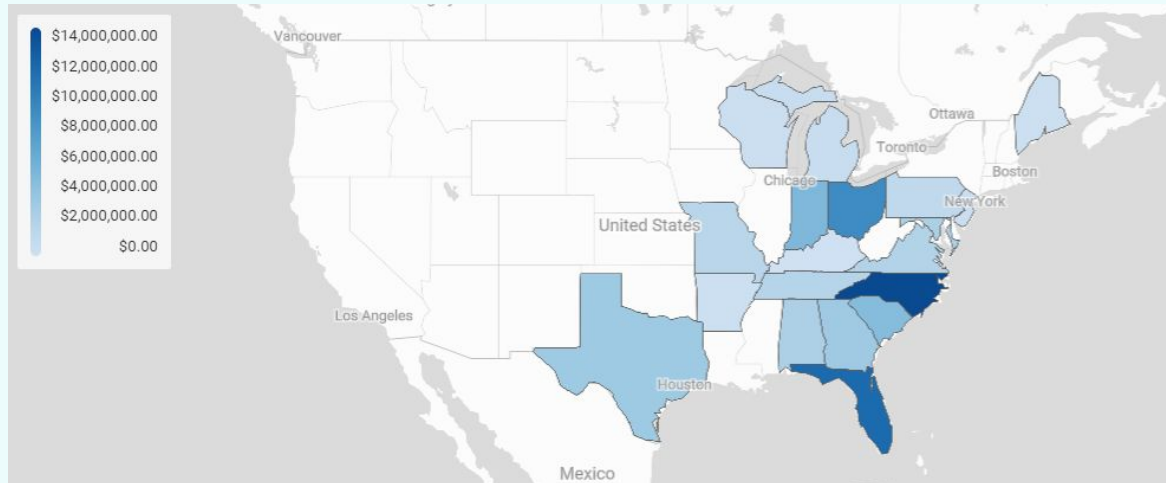 $14,000,000.00
$12,000,000.00
$10,000,000.00
$8,000,000.00
$6,000,000.00
$4,000,000.00
$2,000,000.00
$0.00
Vancouver
Ottawa
Toronto
Boston
Chicago
New York
United States
Los Angeles
Houston
Mexico